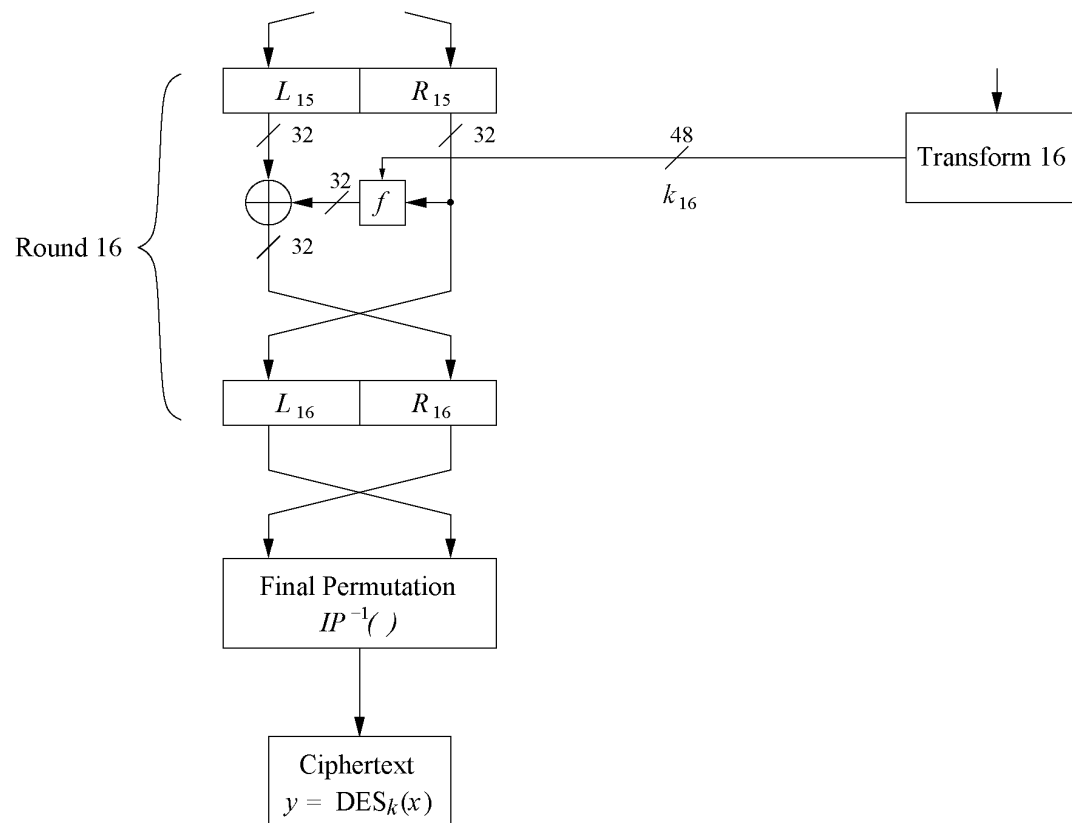 L15 R15
32 32
48
Transform 16
32
f
k16
Round 16
32
L16 R16
Final Permutation
IP⁻¹( )
Ciphertext
y = DESk(x)